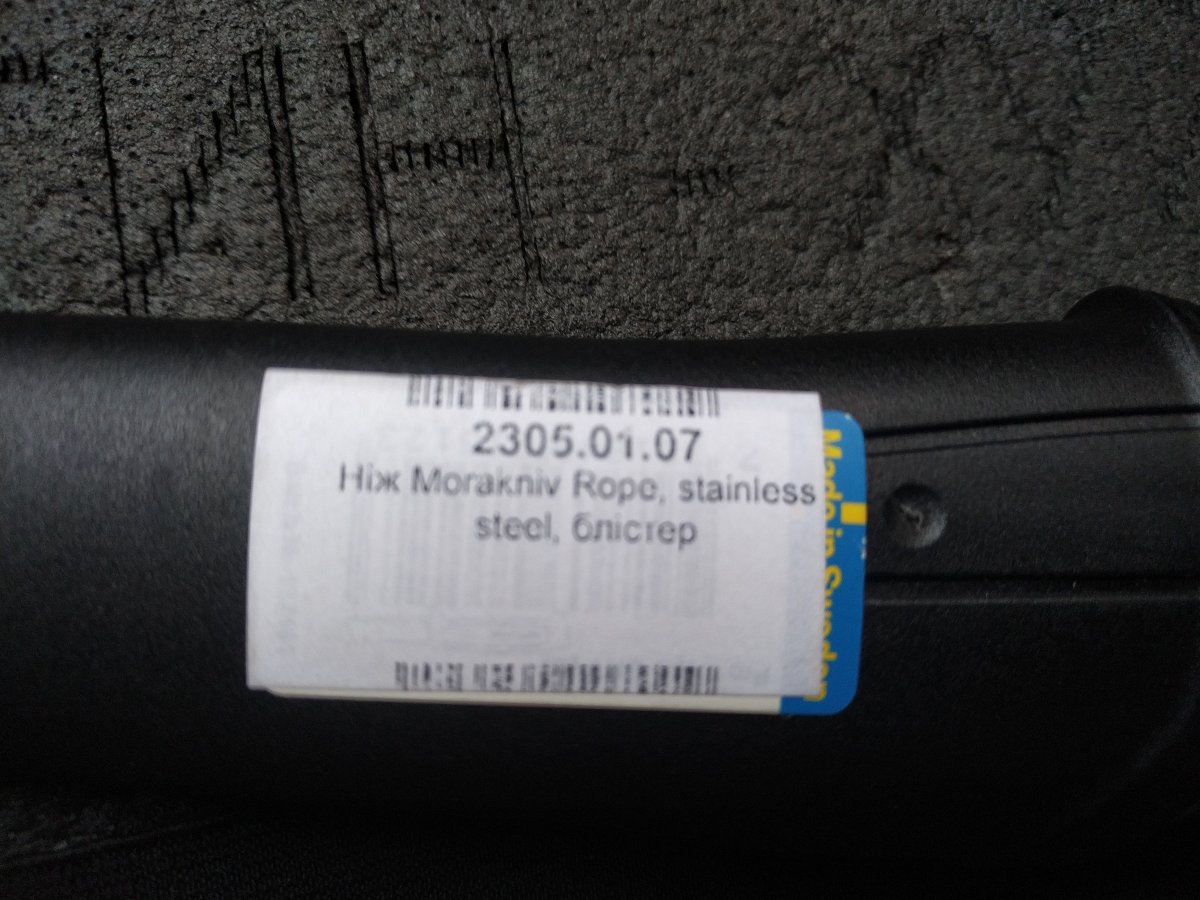 2305.01.07
Ніж Morakniv Rope, stainless
steel, блістер
Made in Sweden